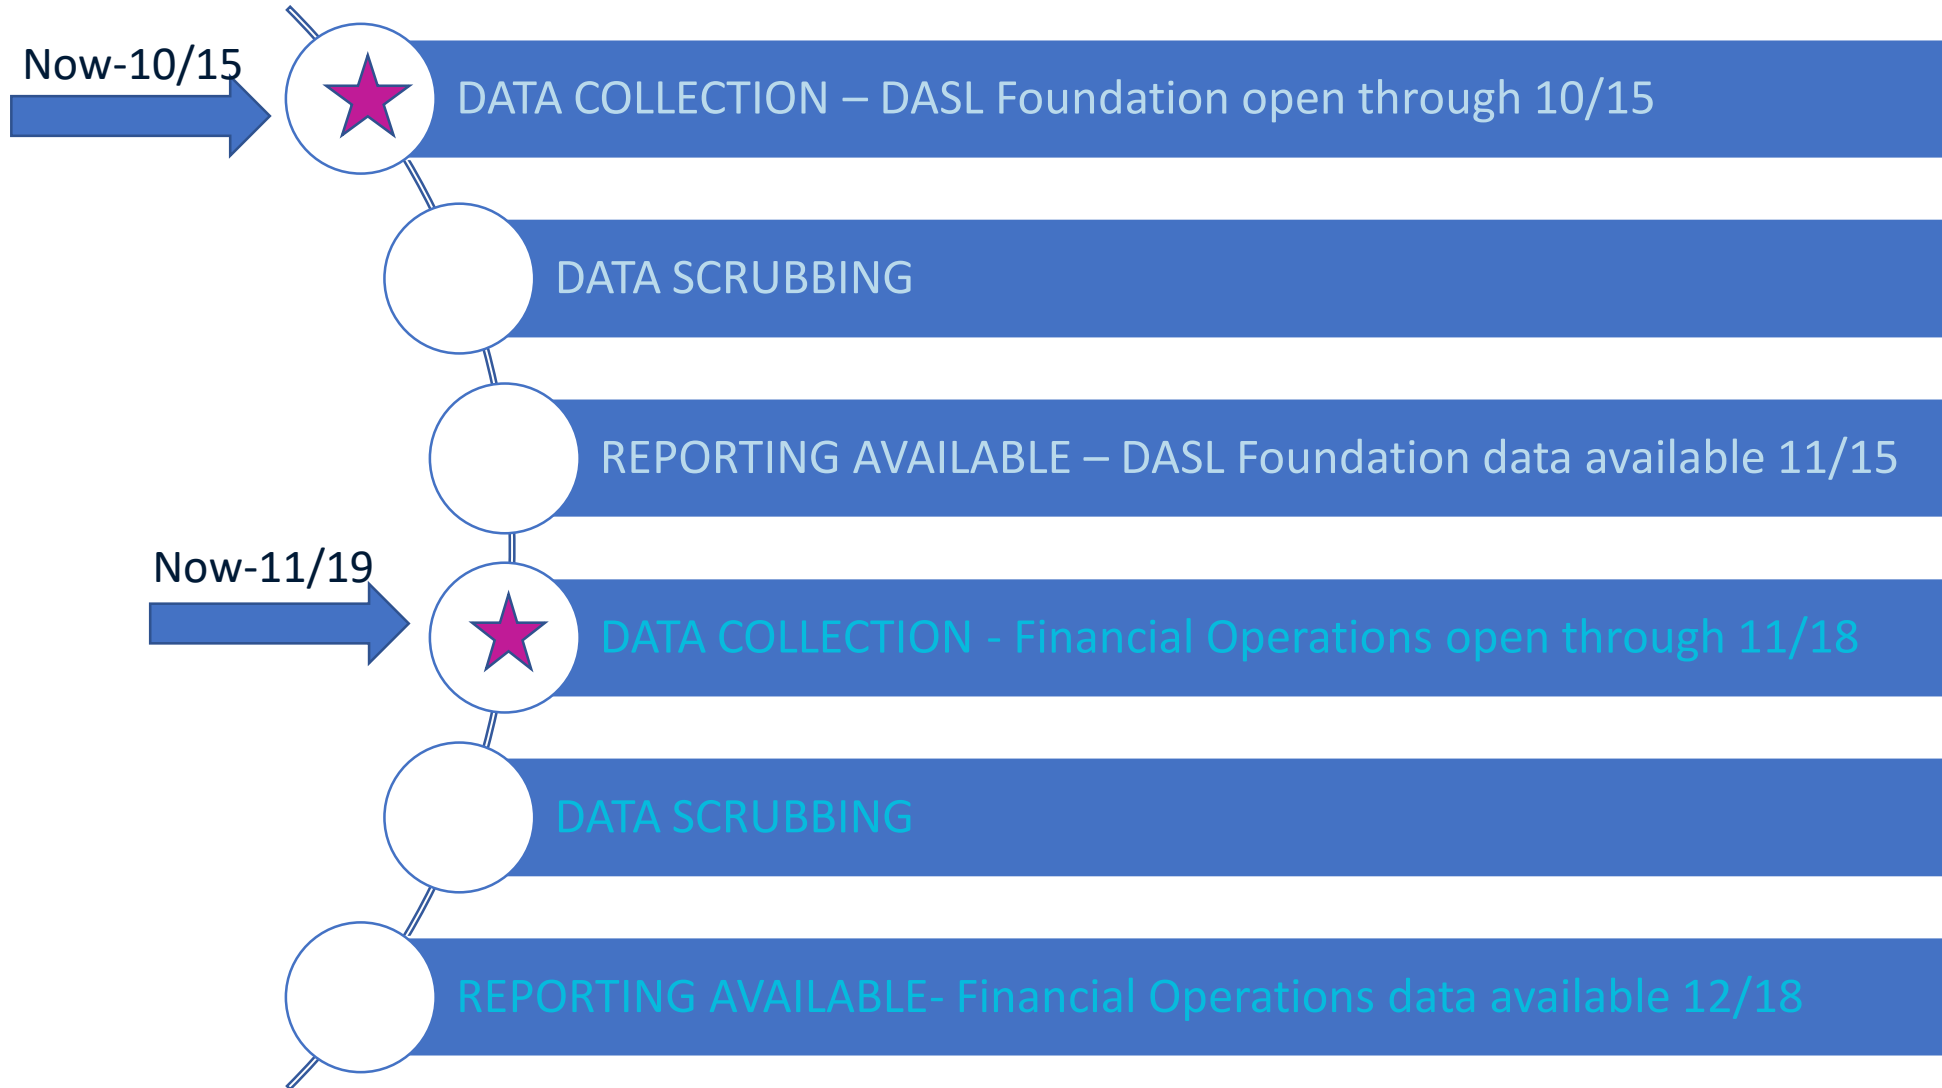 Now-10/15
DATA COLLECTION – DASL Foundation open through 10/15
DATA SCRUBBING
REPORTING AVAILABLE – DASL Foundation data available 11/15
Now-11/19
DATA COLLECTION - Financial Operations open through 11/18
DATA SCRUBBING
REPORTING AVAILABLE- Financial Operations data available 12/18